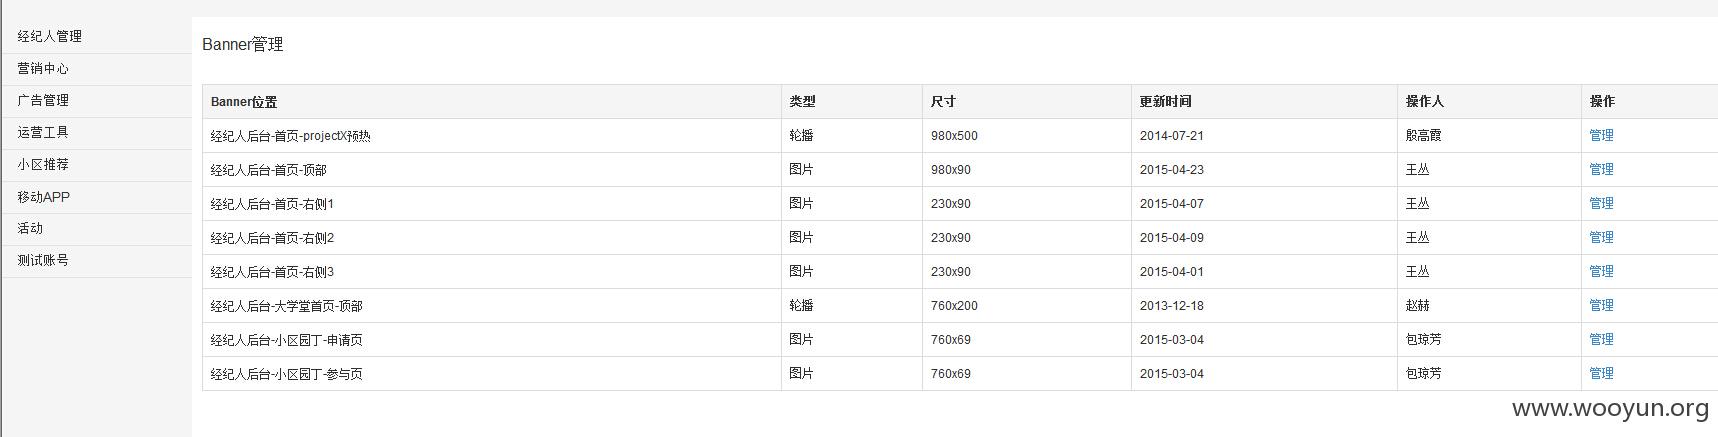 经纪人管理
营销中心
广告管理
运营工具
小区推荐
移动APP
活动
测试账号
Banner管理
Banner位置 类型 尺寸 更新时间 操作人 操作
经纪人后台-首页-projectX预热 轮播 980x500 2014-07-21 殷高霞 管理
经纪人后台-首页-顶部 图片 980x90 2015-04-23 王丛 管理
经纪人后台-首页-右侧1 图片 230x90 2015-04-07 王丛 管理
经纪人后台-首页-右侧2 图片 230x90 2015-04-09 王丛 管理
经纪人后台-首页-右侧3 图片 230x90 2015-04-01 王丛 管理
经纪人后台-大学堂首页-顶部 轮播 760x200 2013-12-18 赵赫 管理
经纪人后台-小区园丁-申请页 图片 760x69 2015-03-04 包琼芳 管理
经纪人后台-小区园丁-参与页 图片 760x69 2015-03-04 包琼芳 管理
www.wooyun.org